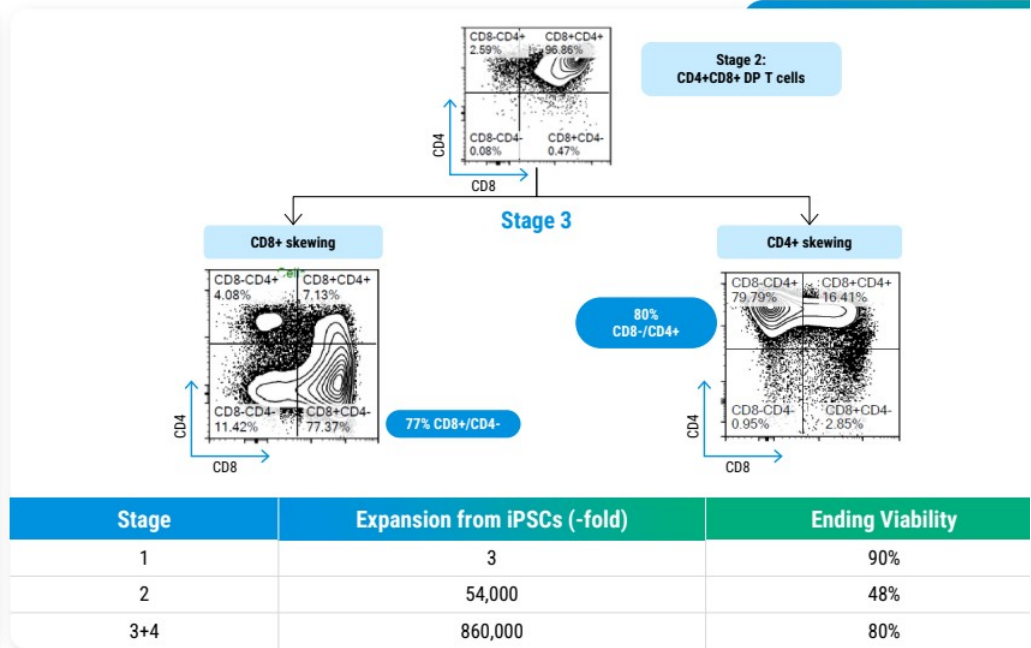 CD8-CD4+ CD8+CD4+
2.59% 96.86%
CD8-CD4- CD8+CD4-
0.08% 0.47%
CD4
CD8
Stage 2:
CD4+CD8+ DP T cells
Stage 3
CD8+ skewing
CD4+ skewing
CD8-CD4+ CD8+CD4+
4.08% 7.13%
CD8-CD4- CD8+CD4-
11.42% 77.37%
CD4
CD8
77% CD8+/CD4-
80%
CD8-/CD4+
CD8-CD4+ CD8+CD4+
79.79% 16.41%
CD8-CD4- CD8+CD4-
0.95% 2.85%
CD4
CD8
Stage Expansion from iPSCs (-fold) Ending Viability
1 3 90%
2 54,000 48%
3+4 860,000 80%